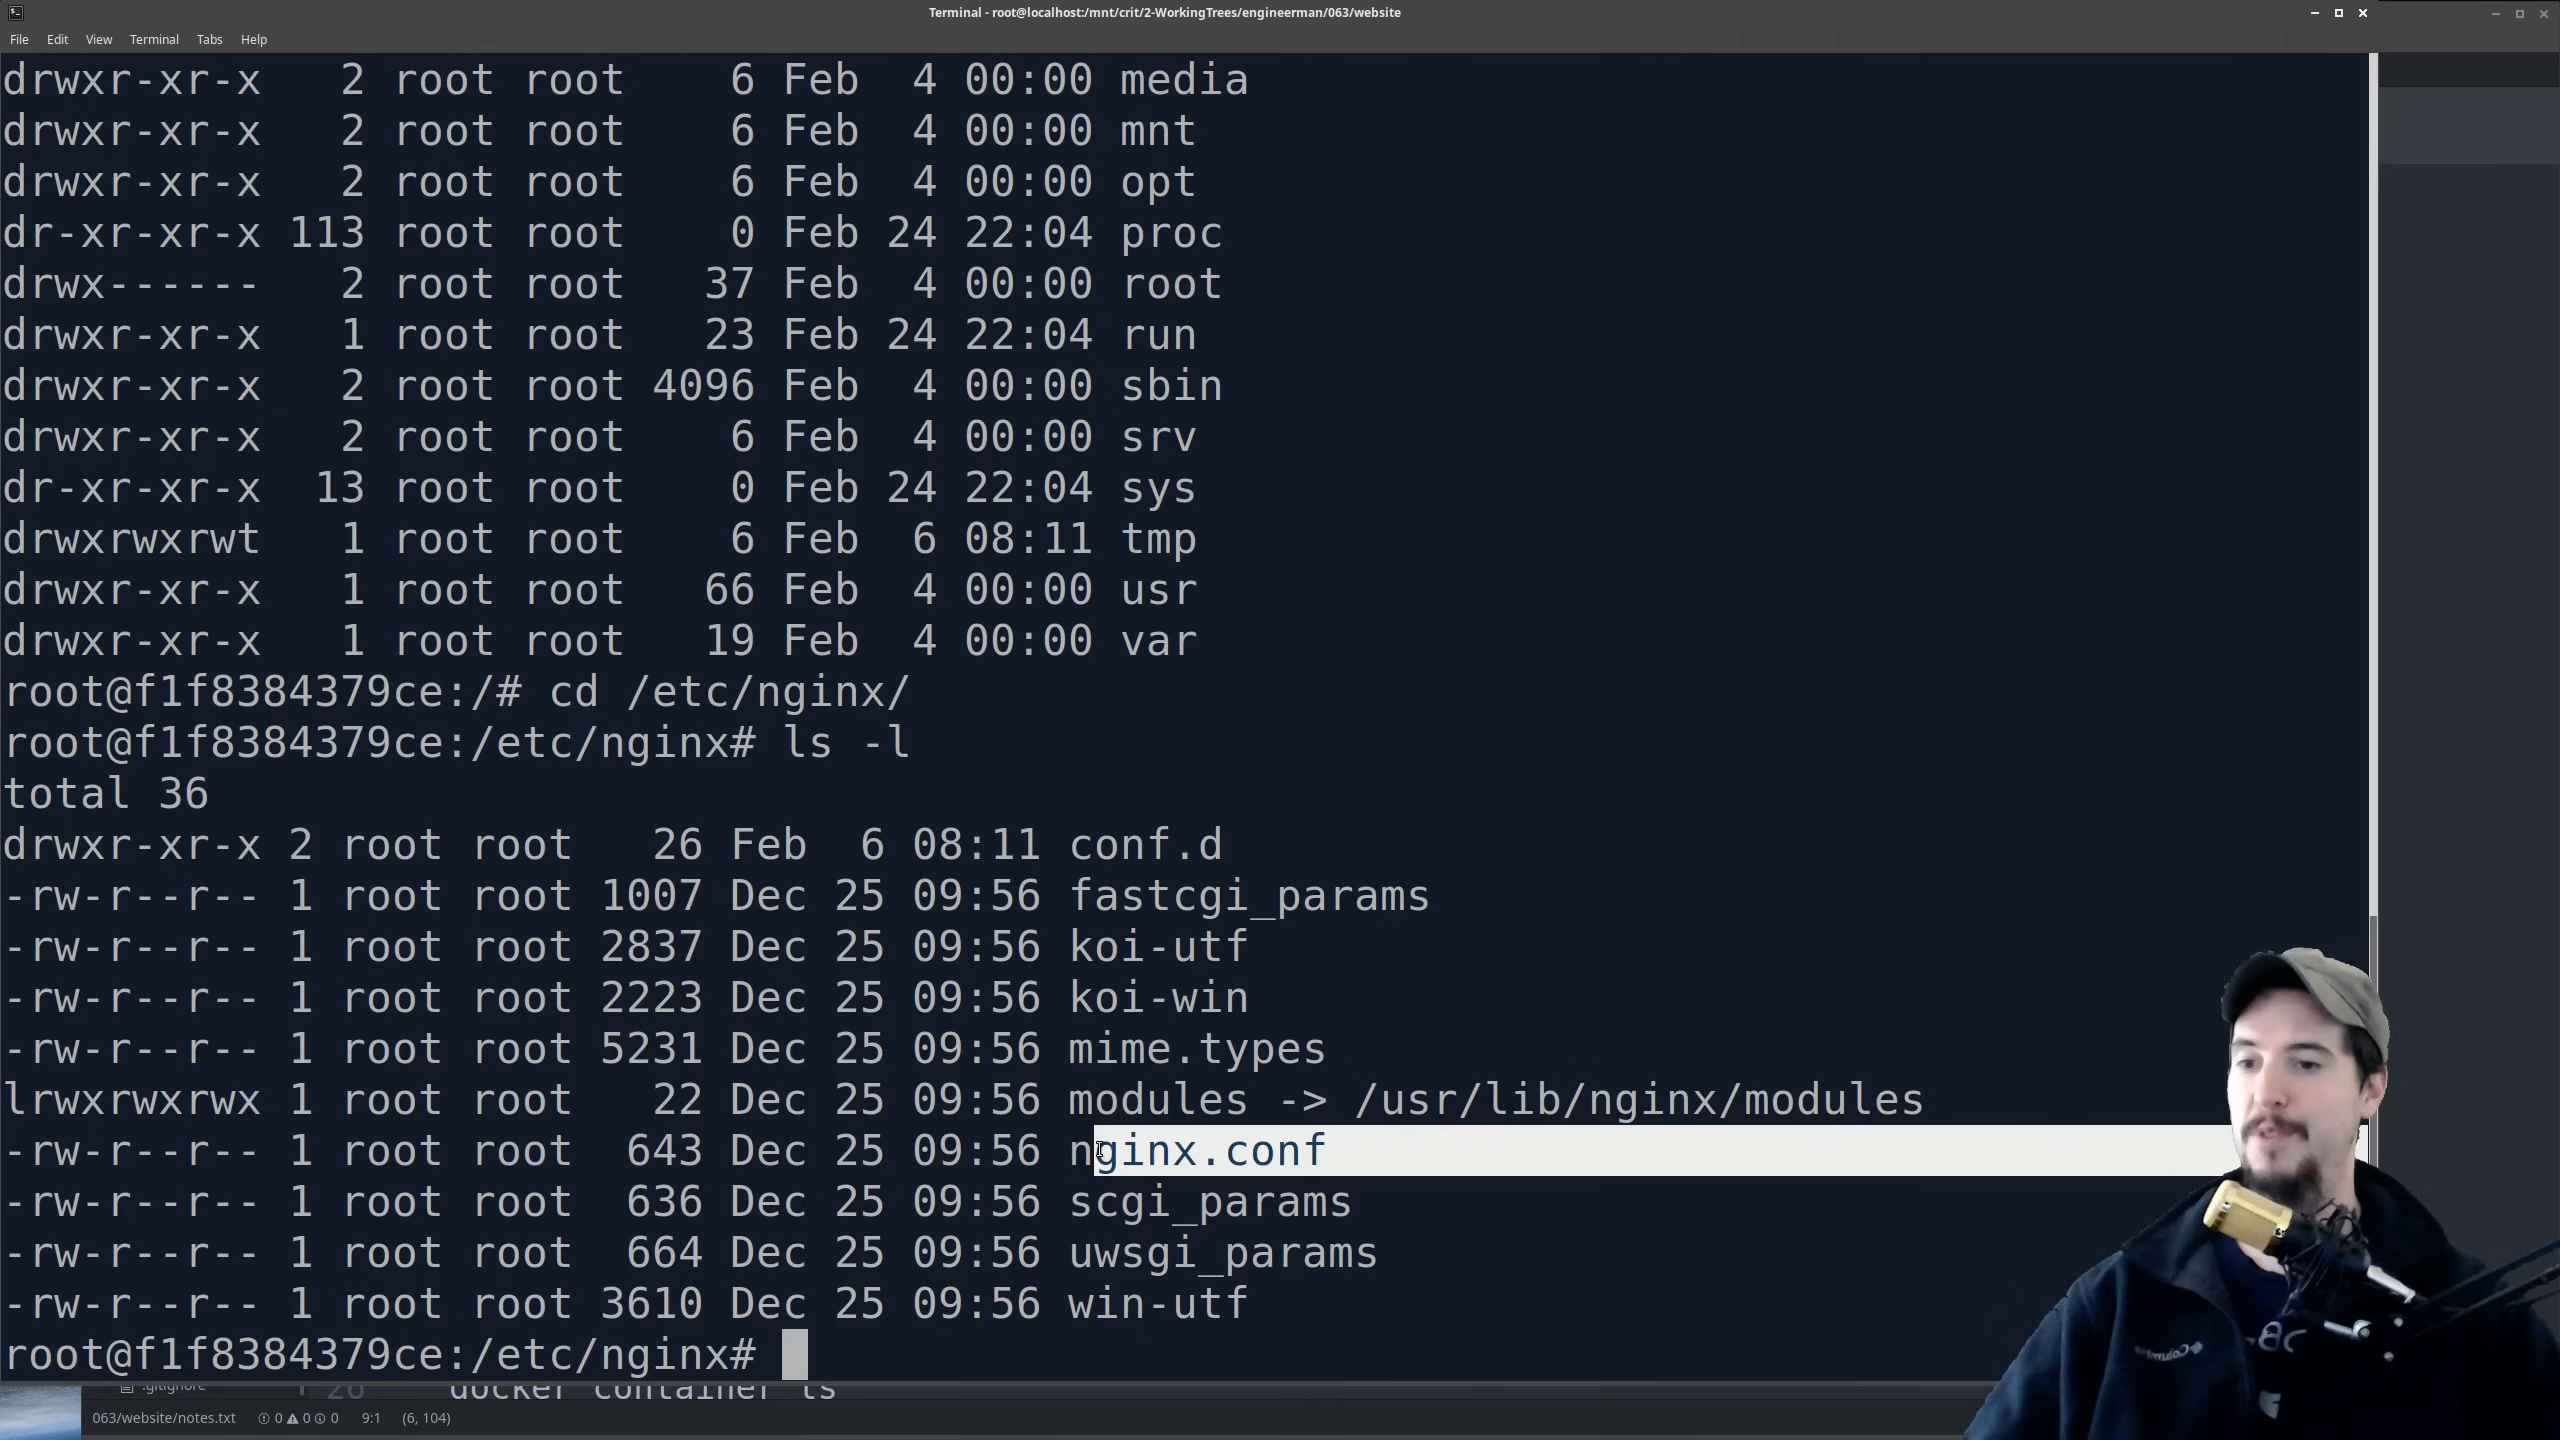 Terminal - root@localhost:/mnt/crit/2-WorkingTrees/engineerman/063/website
File Edit View Terminal Tabs Help
drwxr-xr-x   2 root root    6 Feb  4 00:00 media
drwxr-xr-x   2 root root    6 Feb  4 00:00 mnt
drwxr-xr-x   2 root root    6 Feb  4 00:00 opt
dr-xr-xr-x 113 root root    0 Feb 24 22:04 proc
drwx------   2 root root   37 Feb  4 00:00 root
drwxr-xr-x   1 root root   23 Feb 24 22:04 run
drwxr-xr-x   2 root root 4096 Feb  4 00:00 sbin
drwxr-xr-x   2 root root    6 Feb  4 00:00 srv
dr-xr-xr-x  13 root root    0 Feb 24 22:04 sys
drwxrwxrwt   1 root root    6 Feb  6 08:11 tmp
drwxr-xr-x   1 root root   66 Feb  4 00:00 usr
drwxr-xr-x   1 root root   19 Feb  4 00:00 var
root@f1f8384379ce:/# cd /etc/nginx/
root@f1f8384379ce:/etc/nginx# ls -l
total 36
drwxr-xr-x 2 root root   26 Feb  6 08:11 conf.d
-rw-r--r-- 1 root root 1007 Dec 25 09:56 fastcgi_params
-rw-r--r-- 1 root root 2837 Dec 25 09:56 koi-utf
-rw-r--r-- 1 root root 2223 Dec 25 09:56 koi-win
-rw-r--r-- 1 root root 5231 Dec 25 09:56 mime.types
lrwxrwxrwx 1 root root   22 Dec 25 09:56 modules -> /usr/lib/nginx/modules
-rw-r--r-- 1 root root  643 Dec 25 09:56 nginx.conf
-rw-r--r-- 1 root root  636 Dec 25 09:56 scgi_params
-rw-r--r-- 1 root root  664 Dec 25 09:56 uwsgi_params
-rw-r--r-- 1 root root 3610 Dec 25 09:56 win-utf
root@f1f8384379ce:/etc/nginx#
.gitignore 26 docker container ls
063/website/notes.txt 0 0 0 9:1 (6, 104)